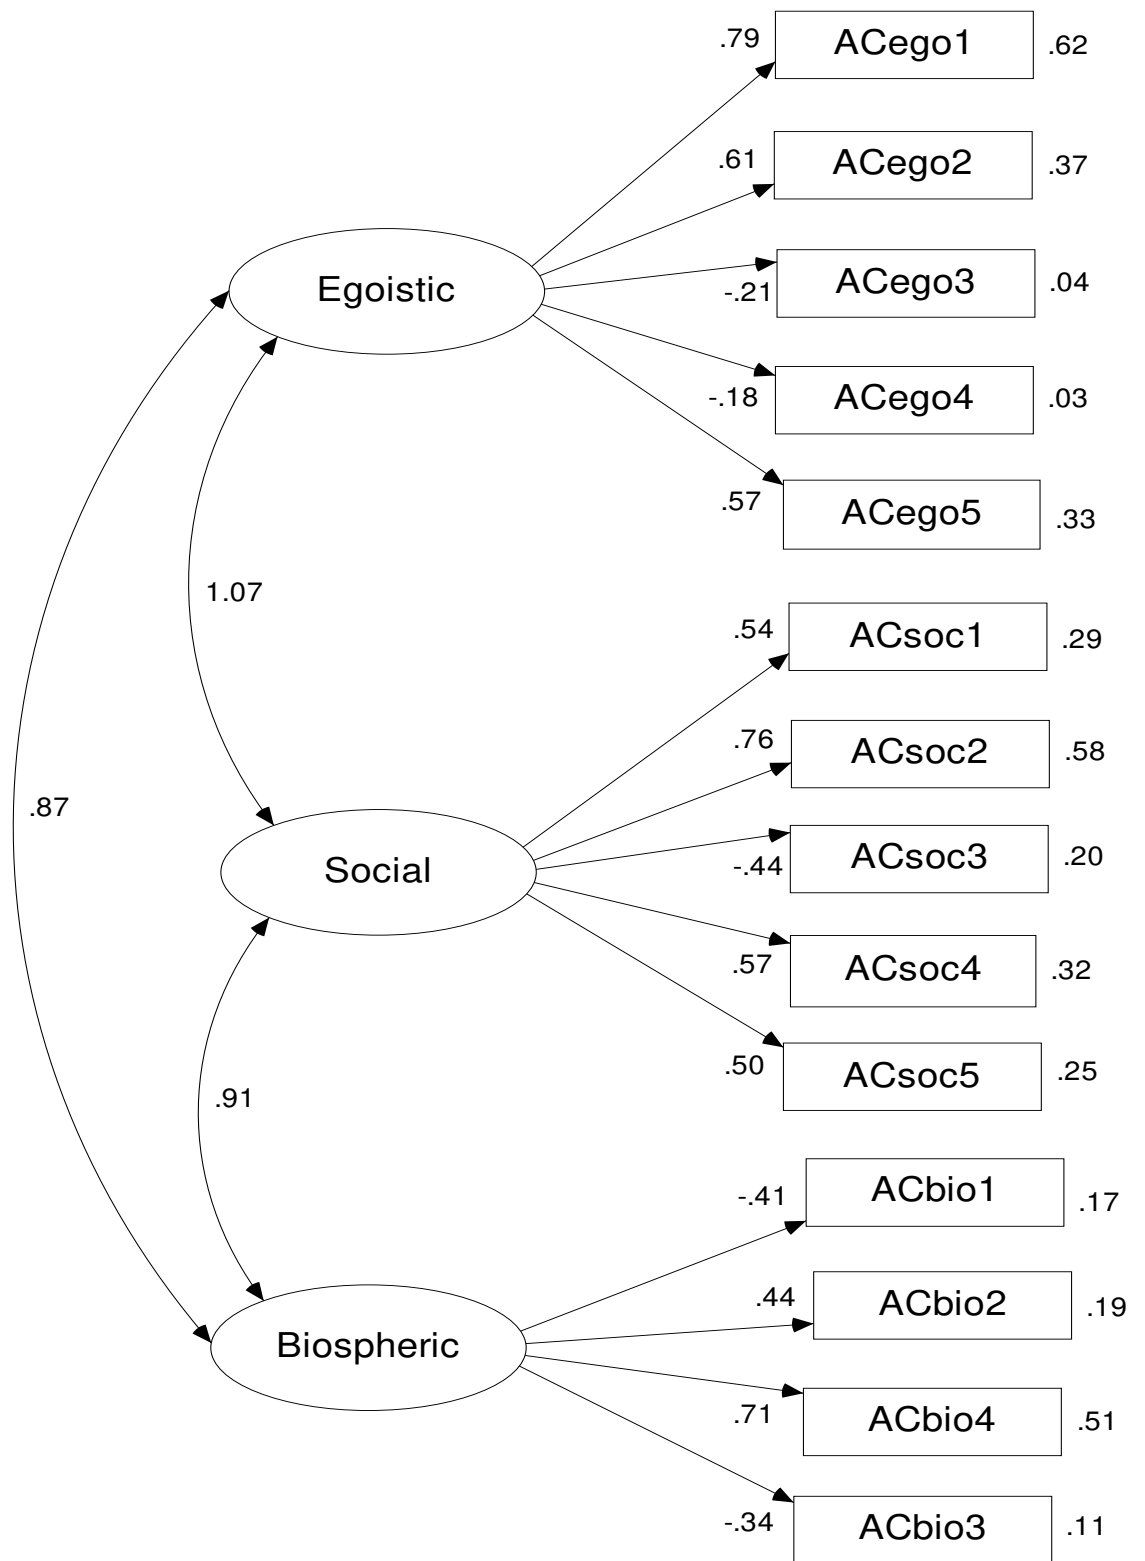 .79 ACego1 .62
.61 ACego2 .37
Egoistic
-.21 ACego3 .04
-.18 ACego4 .03
.57 ACego5 .33
1.07
.54 ACsoc1 .29
.76 ACsoc2 .58
.87
Social
-.44 ACsoc3 .20
.57 ACsoc4 .32
.50 ACsoc5 .25
.91
-.41 ACbio1 .17
.44 ACbio2 .19
Biospheric
.71 ACbio4 .51
-.34 ACbio3 .11